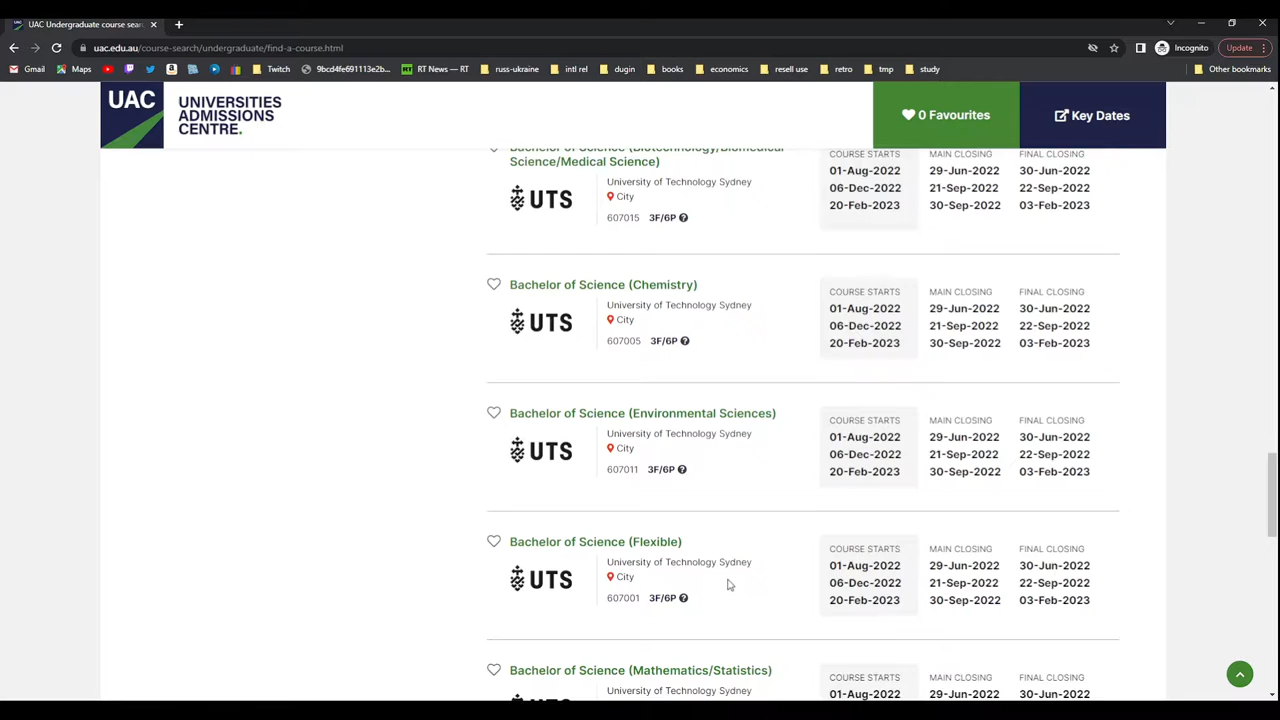 UAC Undergraduate course sear
uac.edu.au/course-search/undergraduate/find-a-course.html
Incognito
Update
Gmail
Maps
Twitch
9bcd4fe691113e2b...
RT
RT News — RT
russ-ukraine
intl rel
dugin
books
economics
resell use
retro
tmp
study
Other bookmarks
UAC
UNIVERSITIES
ADMISSIONS
CENTRE.
0 Favourites
Key Dates
Bachelor of Science (Biotechnology/Biomedical
Science/Medical Science)
UTS
University of Technology Sydney
City
607015 3F/6P
COURSE STARTS MAIN CLOSING FINAL CLOSING
01-Aug-2022 29-Jun-2022 30-Jun-2022
06-Dec-2022 21-Sep-2022 22-Sep-2022
20-Feb-2023 30-Sep-2022 03-Feb-2023
Bachelor of Science (Chemistry)
UTS
University of Technology Sydney
City
607005 3F/6P
COURSE STARTS MAIN CLOSING FINAL CLOSING
01-Aug-2022 29-Jun-2022 30-Jun-2022
06-Dec-2022 21-Sep-2022 22-Sep-2022
20-Feb-2023 30-Sep-2022 03-Feb-2023
Bachelor of Science (Environmental Sciences)
UTS
University of Technology Sydney
City
607011 3F/6P
COURSE STARTS MAIN CLOSING FINAL CLOSING
01-Aug-2022 29-Jun-2022 30-Jun-2022
06-Dec-2022 21-Sep-2022 22-Sep-2022
20-Feb-2023 30-Sep-2022 03-Feb-2023
Bachelor of Science (Flexible)
UTS
University of Technology Sydney
City
607001 3F/6P
COURSE STARTS MAIN CLOSING FINAL CLOSING
01-Aug-2022 29-Jun-2022 30-Jun-2022
06-Dec-2022 21-Sep-2022 22-Sep-2022
20-Feb-2023 30-Sep-2022 03-Feb-2023
Bachelor of Science (Mathematics/Statistics)
University of Technology Sydney
COURSE STARTS MAIN CLOSING FINAL CLOSING
01-Aug-2022 29-Jun-2022 30-Jun-2022